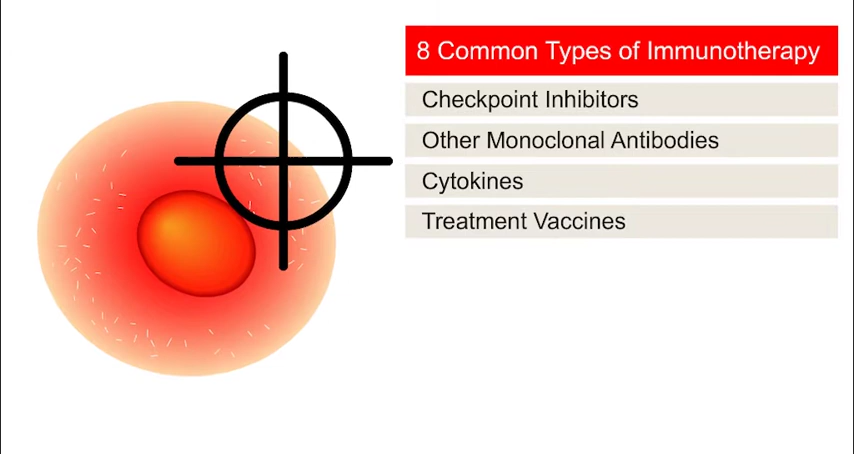 8 Common Types of Immunotherapy
Checkpoint Inhibitors
Other Monoclonal Antibodies
Cytokines
Treatment Vaccines